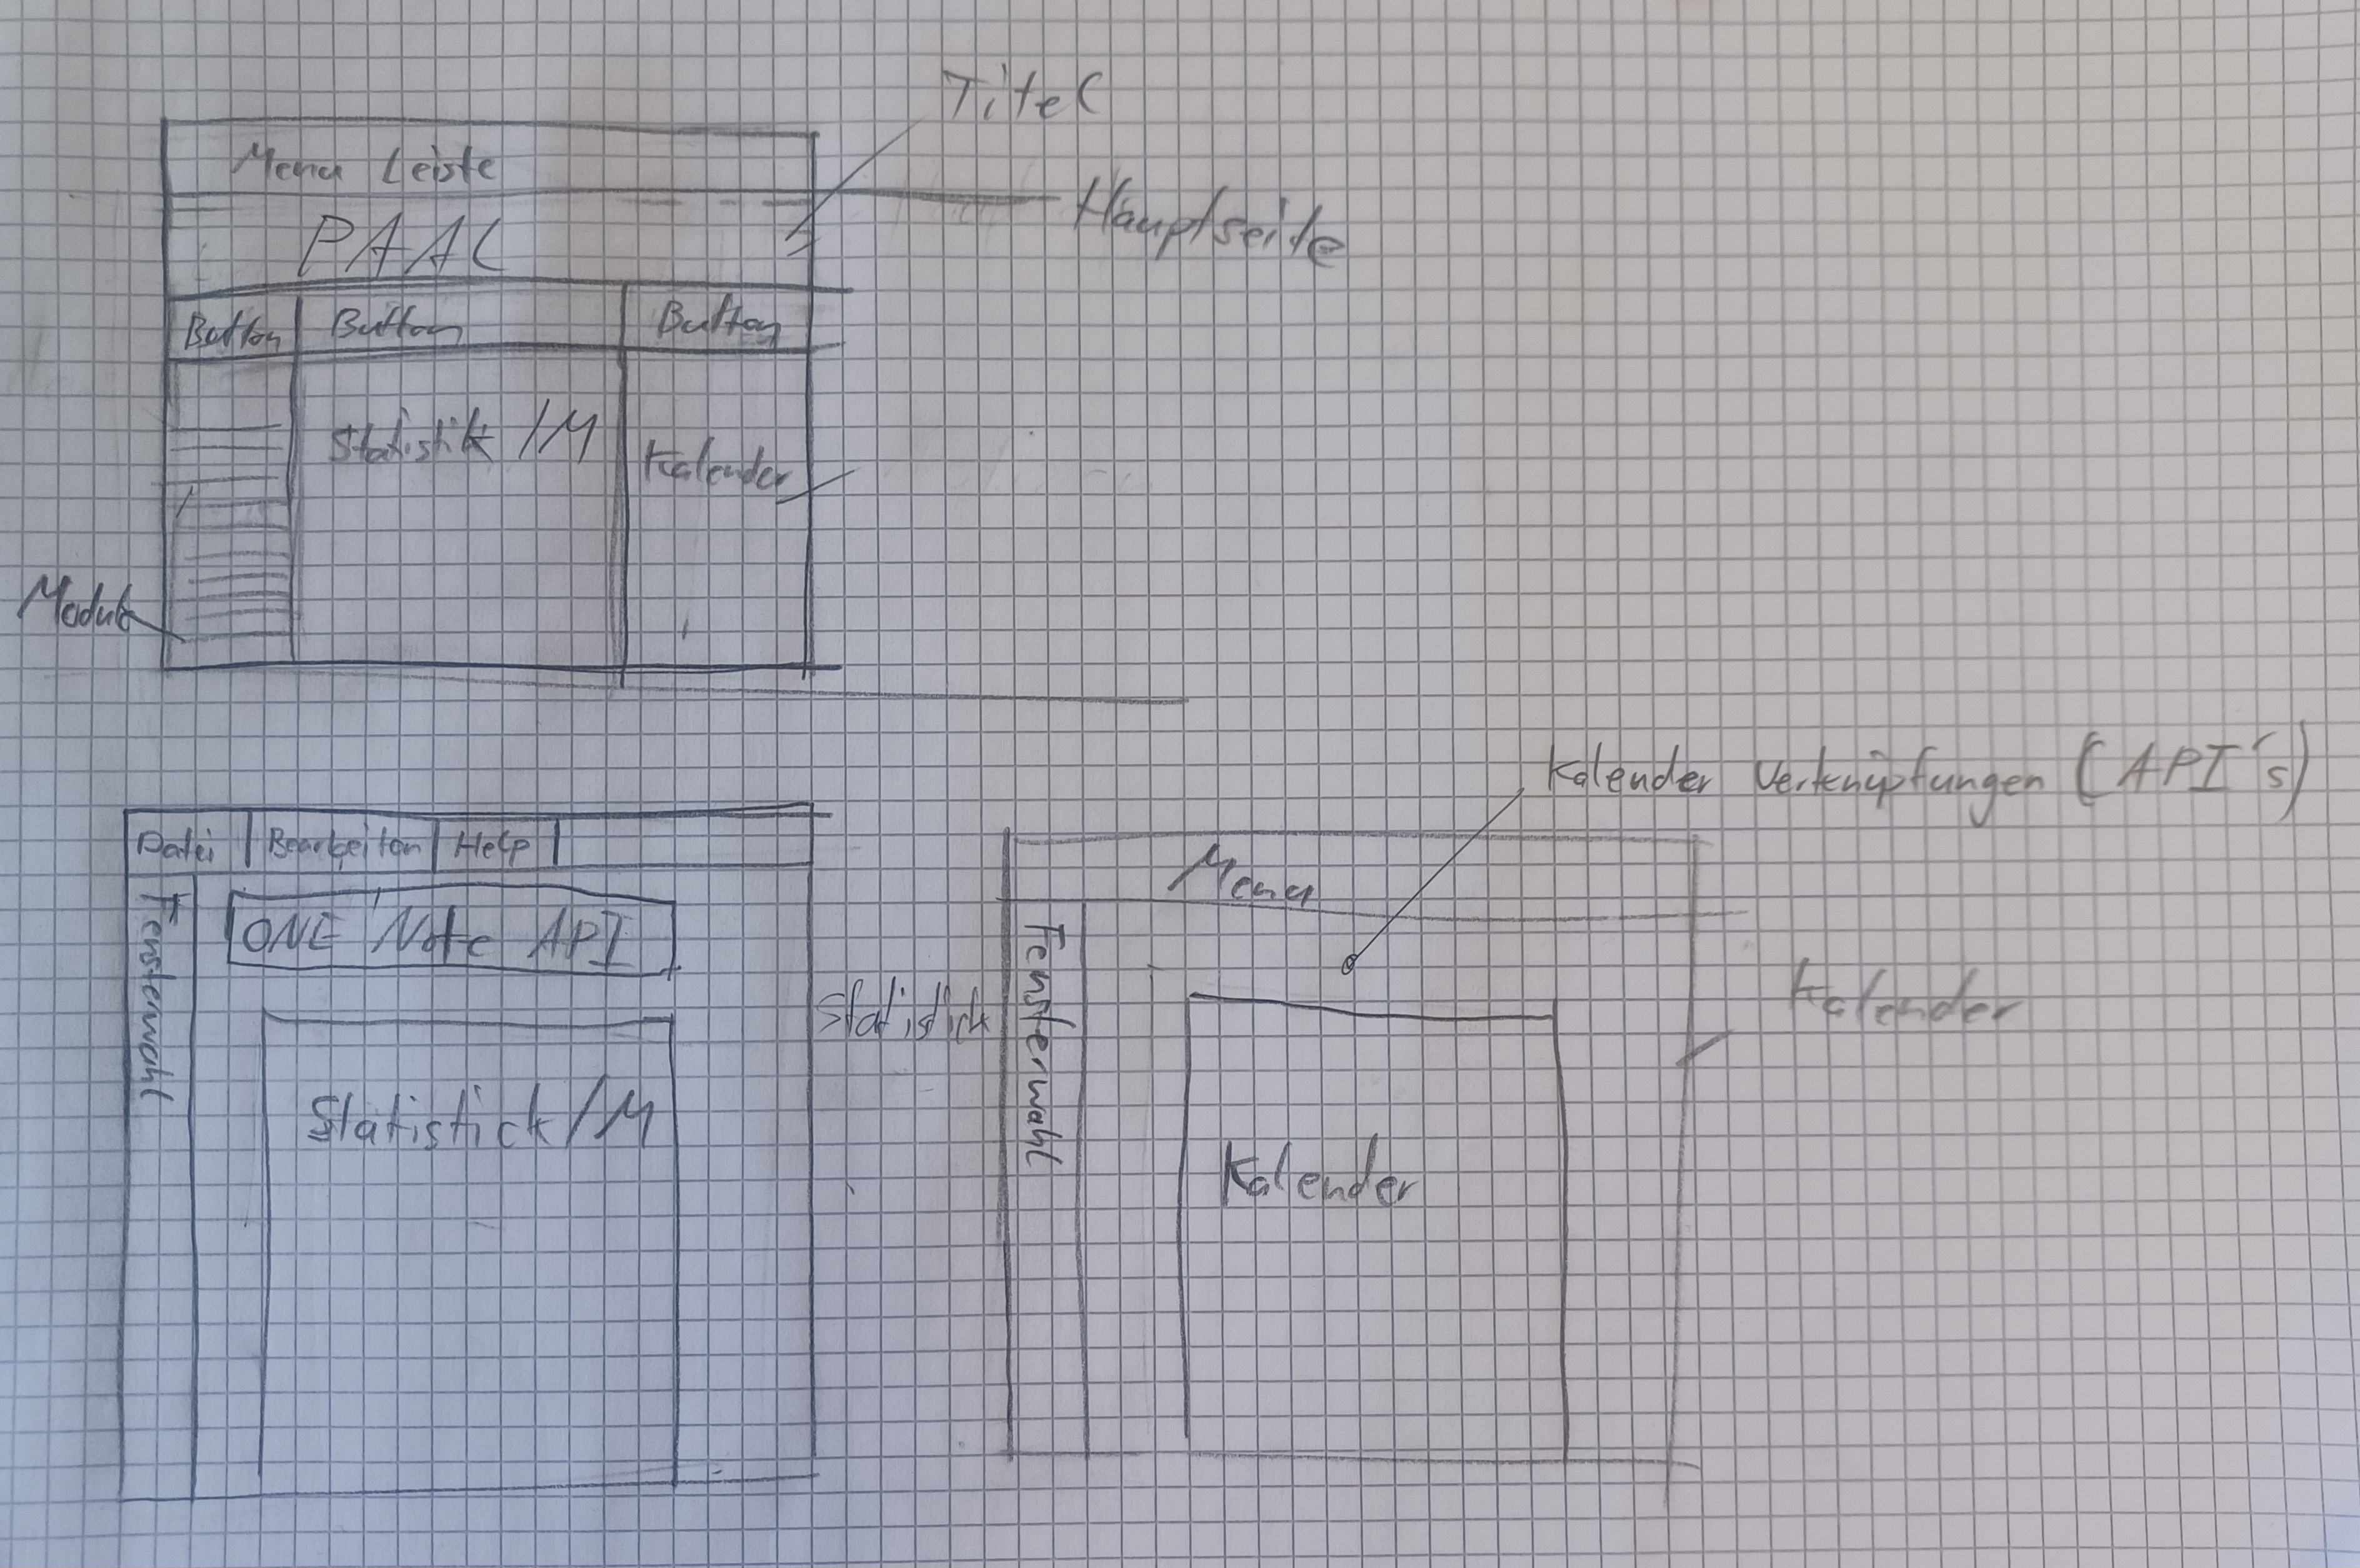 Titel
Menu Leiste
Hauptseite
PAAL
Button Button Button
Statistik /M
Kalender
Modul
Kalender Verknüpfungen (API's)
Datei Bearbeiten Help
Fensterwahl
ONE Note API
Statistick/M
Statistick
Menu
Fensterwahl
Kalender
Kalender